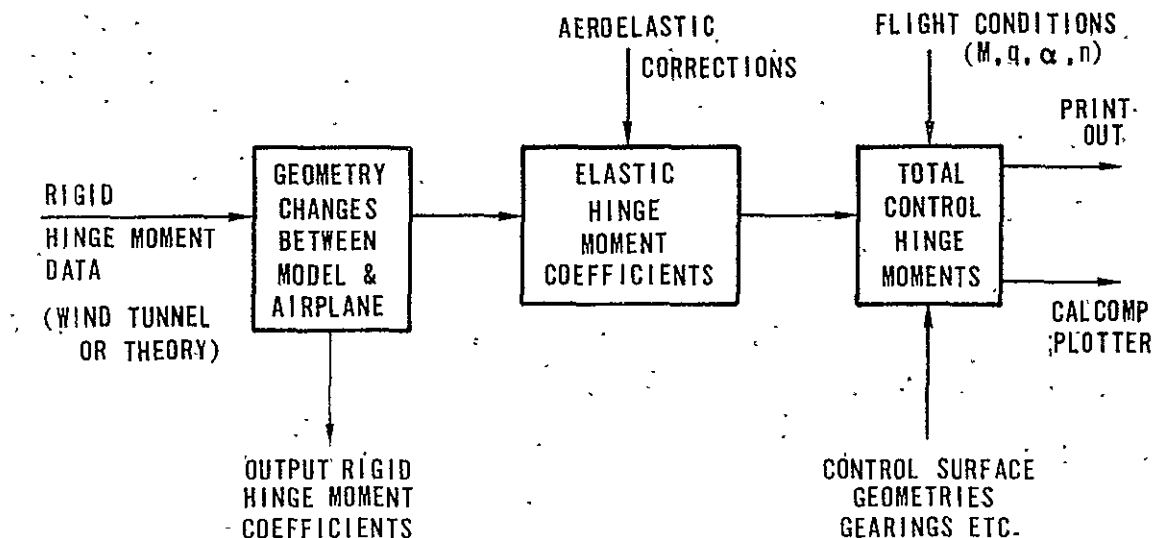 AEROELASTIC
CORRECTIONS
FLIGHT CONDITIONS
(M, q, α, n)
PRINT-
OUT
RIGID
HINGE MOMENT
DATA
(WIND TUNNEL
OR THEORY)
GEOMETRY
CHANGES
BETWEEN
MODEL &
AIRPLANE
ELASTIC
HINGE
MOMENT
COEFFICIENTS
TOTAL
CONTROL
HINGE
MOMENTS
CALCOMP
PLOTTER
OUTPUT RIGID
HINGE MOMENT
COEFFICIENTS
CONTROL SURFACE
GEOMETRIES
GEARINGS ETC.